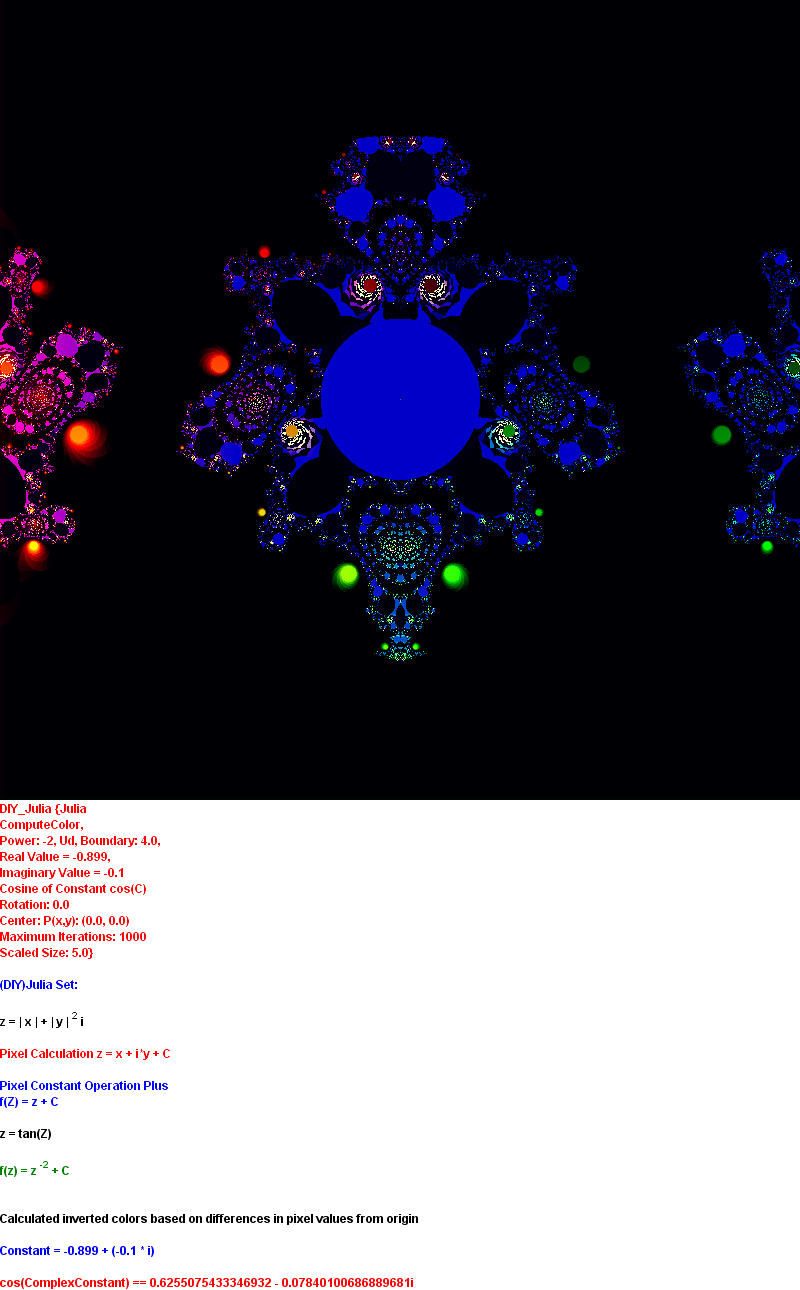 DIY_Julia {Julia
ComputeColor,
Power: -2, Ud, Boundary: 4.0,
Real Value = -0.899,
Imaginary Value = -0.1
Cosine of Constant cos(C)
Rotation: 0.0
Center: P(x,y): (0.0, 0.0)
Maximum Iterations: 1000
Scaled Size: 5.0}
(DIY)Julia Set:
z = | x | + | y | ² i
Pixel Calculation z = x + i*y + C
Pixel Constant Operation Plus
f(Z) = z + C
z = tan(Z)
f(z) = z ⁻² + C
Calculated inverted colors based on differences in pixel values from origin
Constant = -0.899 + (-0.1 * i)
cos(ComplexConstant) == 0.6255075433346932 - 0.07840100686889681i